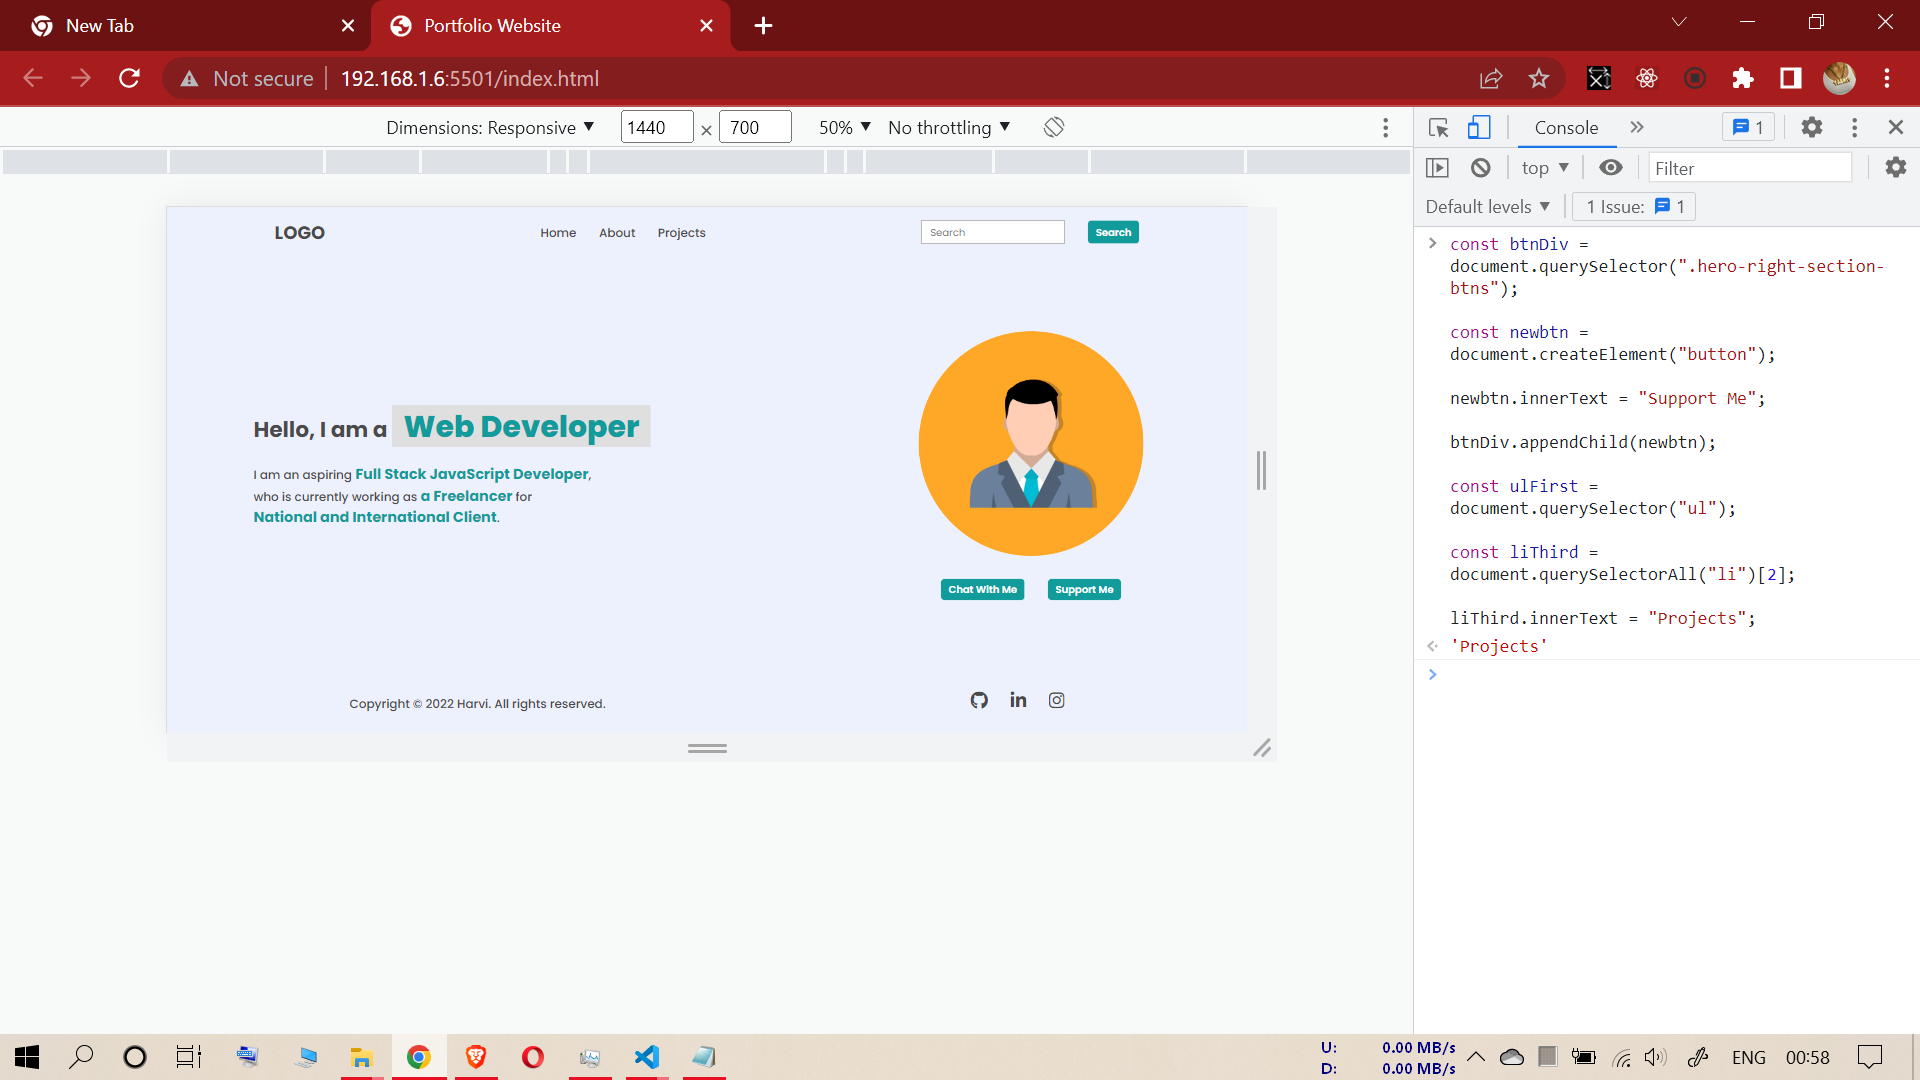 New Tab
Portfolio Website
Not secure
192.168.1.6:5501/index.html
Dimensions: Responsive
1440 × 700
50%
No throttling
Console
1
top
Filter
Default levels
1 Issue: 1
LOGO
Home About Projects
Search
Search
Hello, I am a Web Developer
I am an aspiring Full Stack JavaScript Developer,
who is currently working as a Freelancer for
National and International Client.
Chat With Me
Support Me
Copyright © 2022 Harvi. All rights reserved.
const btnDiv =
document.querySelector(".hero-right-section-
btns");
const newbtn =
document.createElement("button");
newbtn.innerText = "Support Me";
btnDiv.appendChild(newbtn);
const ulFirst =
document.querySelector("ul");
const liThird =
document.querySelectorAll("li")[2];
liThird.innerText = "Projects";
'Projects'
U: 0.00 MB/s
D: 0.00 MB/s
ENG
00:58